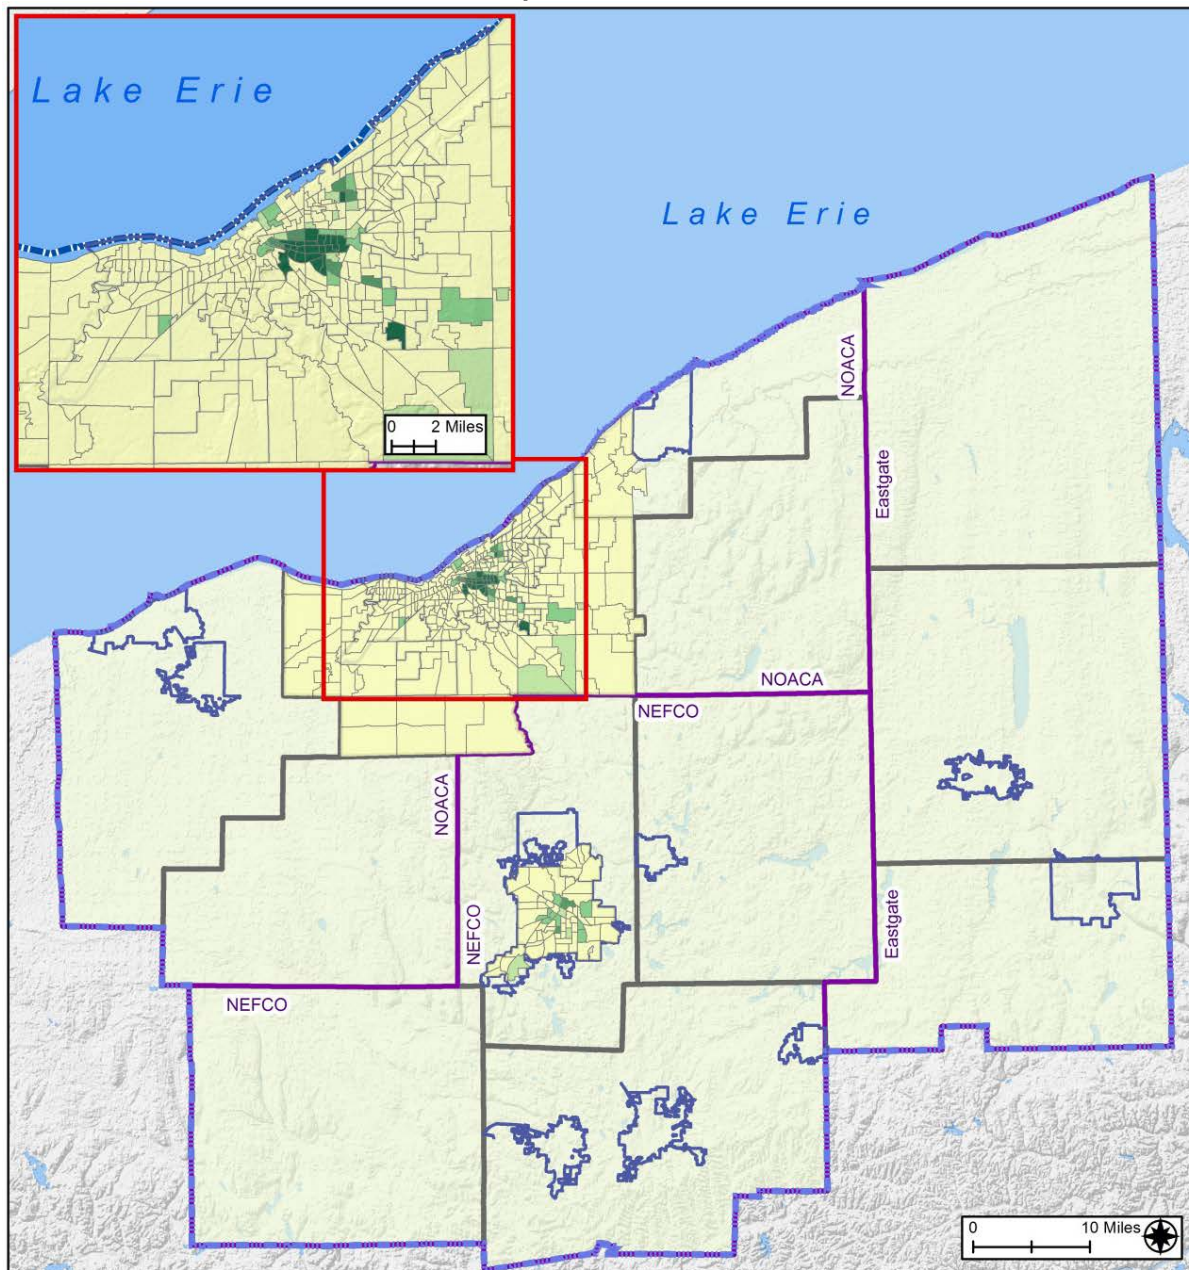 Lake Erie
0 2 Miles
Lake Erie
NOACA
Eastgate
NOACA
NEFCO
NOACA
NEFCO
Eastgate
NEFCO
0 10 Miles